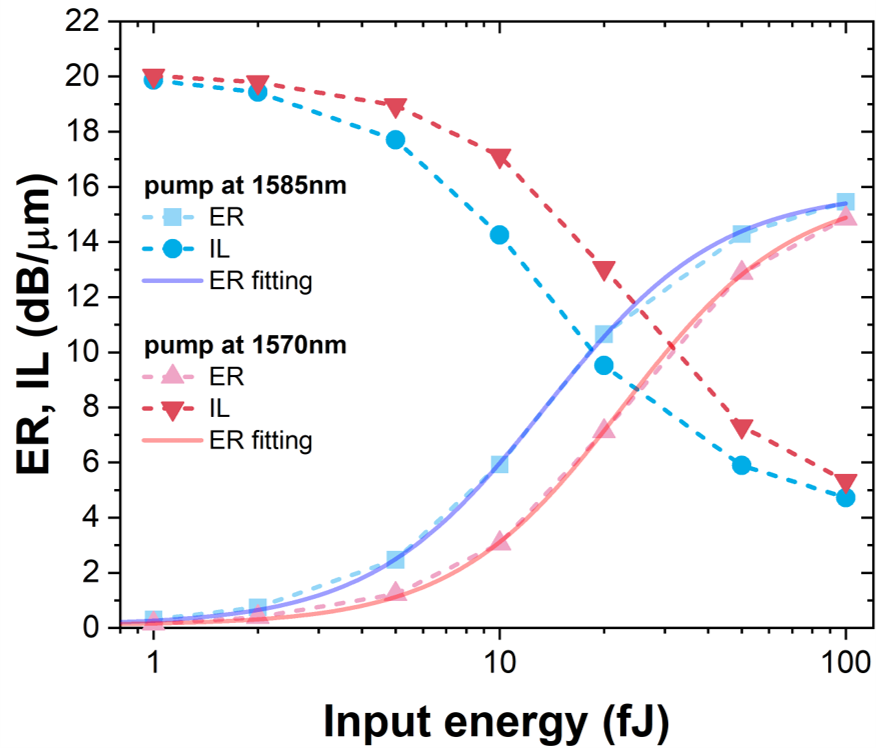 22
20
18
16
14
12
10
8
6
4
2
0
ER, IL (dB/μm)
pump at 1585nm
ER
IL
ER fitting
pump at 1570nm
ER
IL
ER fitting
1 10 100
Input energy (fJ)